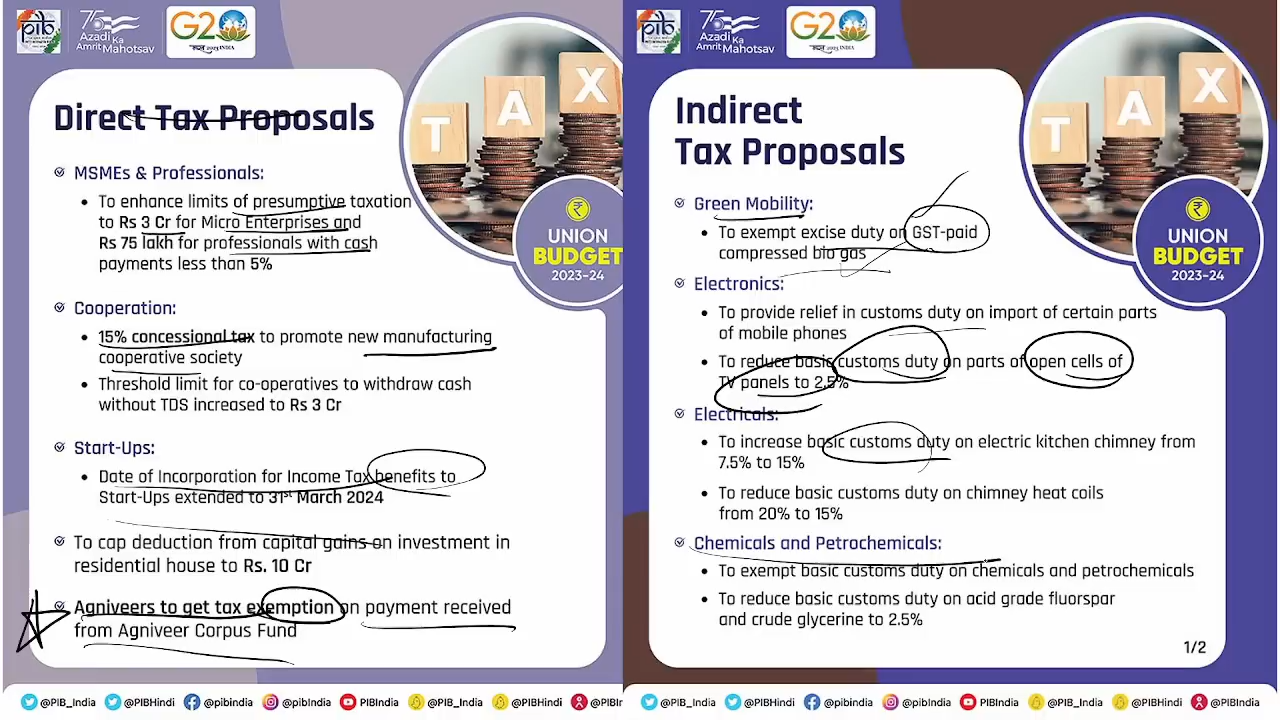 pib
75
Azadi
Ka
Amrit Mahotsav
G20
TAX
Direct Tax Proposals
MSMEs & Professionals:
• To enhance limits of presumptive taxation
to Rs 3 Cr for Micro Enterprises and
Rs 75 lakh for professionals with cash
payments less than 5%
Cooperation:
• 15% concessional tax to promote new manufacturing
cooperative society
• Threshold limit for co-operatives to withdraw cash
without TDS increased to Rs 3 Cr
Start-Ups:
• Date of Incorporation for Income Tax benefits to
Start-Ups extended to 31st March 2024
To cap deduction from capital gains on investment in
residential house to Rs. 10 Cr
Agniveers to get tax exemption on payment received
from Agniveer Corpus Fund
₹
UNION
BUDGET
2023-24
@PIB_India @PIBHindi @pibindia @pibIndia PIBIndia @PIB_India @PIBHindi @PIBIndi
pib
75
Azadi
Ka
Amrit Mahotsav
G20
TAX
Indirect
Tax Proposals
Green Mobility:
• To exempt excise duty on GST-paid
compressed bio gas
Electronics:
• To provide relief in customs duty on import of certain parts
of mobile phones
• To reduce basic customs duty on parts of open cells of
TV panels to 2.5%
Electricals:
• To increase basic customs duty on electric kitchen chimney from
7.5% to 15%
• To reduce basic customs duty on chimney heat coils
from 20% to 15%
Chemicals and Petrochemicals:
• To exempt basic customs duty on chemicals and petrochemicals
• To reduce basic customs duty on acid grade fluorspar
and crude glycerine to 2.5%
1/2
₹
UNION
BUDGET
2023-24
@PIB_India @PIBHindi @pibindia @pibIndia PIBIndia @PIB_India @PIBHindi @PIBIndia